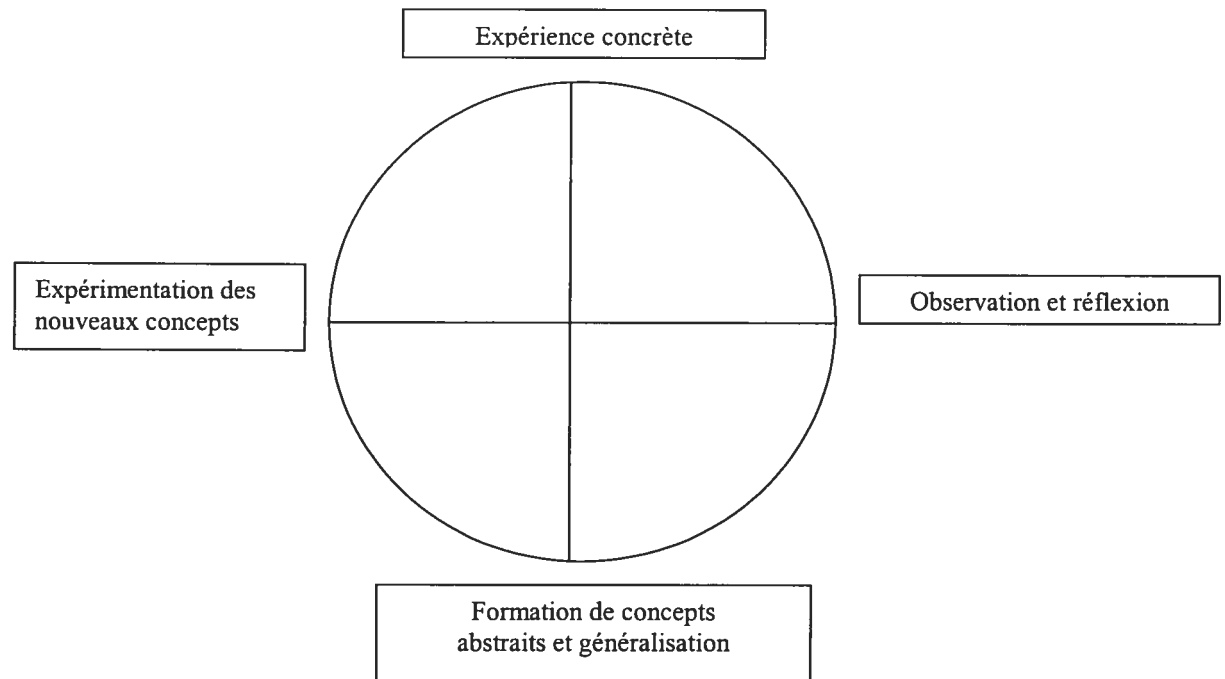 Expérience concrète
Expérimentation des
nouveaux concepts
Observation et réflexion
Formation de concepts
abstraits et généralisation